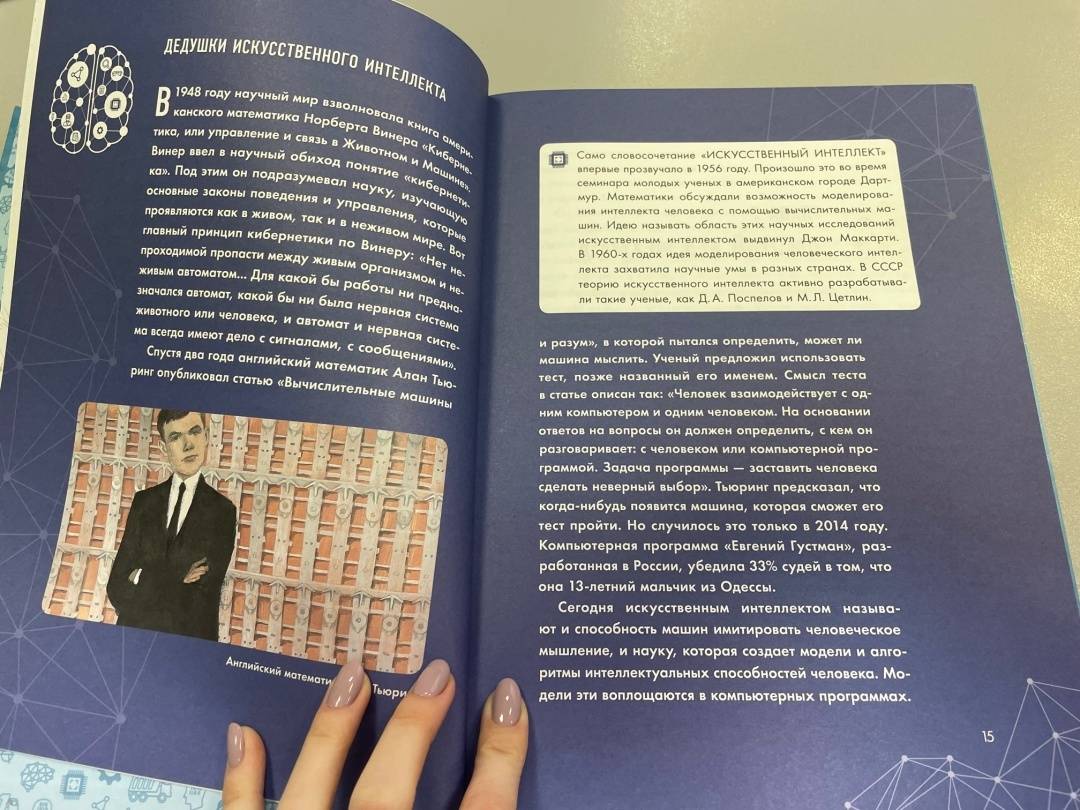 ДЕДУШКИ ИСКУССТВЕННОГО ИНТЕЛЛЕКТА
В 1948 году научный мир взволновала книга амери-
канского математика Норберта Винера «Киберне-
тика, или управление и связь в Животном и Машине».
Винер ввел в научный обиход понятие «кибернети-
ка». Под этим он подразумевал науку, изучающую
основные законы поведения и управления, которые
проявляются как в живом, так и в неживом мире. Вот
главный принцип кибернетики по Винеру: «Нет не-
проходимой пропасти между живым организмом и не-
живым автоматом... Для какой бы работы ни предна-
значался автомат, какой бы ни была нервная система
животного или человека, и автомат и нервная систе-
ма всегда имеют дело с сигналами, с сообщениями».
Спустя два года английский математик Алан Тью-
ринг опубликовал статью «Вычислительные машины
Английский математик Тьюри
Само словосочетание «ИСКУССТВЕННЫЙ ИНТЕЛЛЕКТ»
впервые прозвучало в 1956 году. Произошло это во время
семинара молодых ученых в американском городе Дарт-
мур. Математики обсуждали возможность моделирова-
ния интеллекта человека с помощью вычислительных ма-
шин. Идею называть область этих научных исследований
искусственным интеллектом выдвинул Джон Маккарти.
В 1960-х годах идея моделирования человеческого интел-
лекта захватила научные умы в разных странах. В СССР
теорию искусственного интеллекта активно разрабатыва-
ли такие ученые, как Д.А. Поспелов и М.Л. Цетлин.
и разум», в которой пытался определить, может ли
машина мыслить. Ученый предложил использовать
тест, позже названный его именем. Смысл теста
в статье описан так: «Человек взаимодействует с од-
ним компьютером и одним человеком. На основании
ответов на вопросы он должен определить, с кем он
разговаривает: с человеком или компьютерной про-
граммой. Задача программы — заставить человека
сделать неверный выбор». Тьюринг предсказал, что
когда-нибудь появится машина, которая сможет его
тест пройти. Но случилось это только в 2014 году.
Компьютерная программа «Евгений Густман», раз-
работанная в России, убедила 33% судей в том, что
она 13-летний мальчик из Одессы.
Сегодня искусственным интеллектом называ-
ют и способность машин имитировать человеческое
мышление, и науку, которая создает модели и алго-
ритмы интеллектуальных способностей человека. Мо-
дели эти воплощаются в компьютерных программах.
15